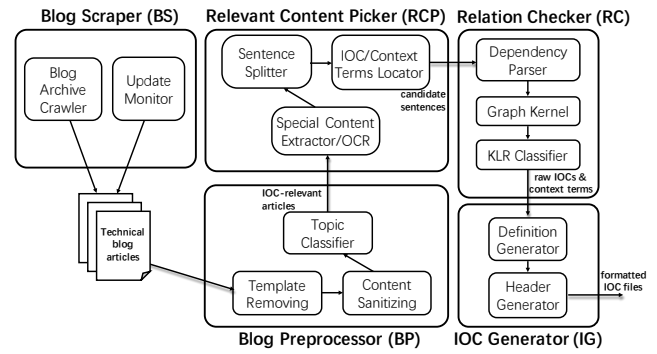 Blog Scraper (BS)
Relevant Content Picker (RCP)
Relation Checker (RC)
Blog
Archive
Crawler
Update
Monitor
Sentence
Splitter
IOC/Context
Terms Locator
candidate
sentences
Special Content
Extractor/OCR
Dependency
Parser
Graph Kernel
KLR Classifier
raw IOCs &
context terms
Technical
blog
articles
IOC-relevant
articles
Topic
Classifier
Template
Removing
Content
Sanitizing
Definition
Generator
Header
Generator
formatted
IOC files
Blog Preprocessor (BP)
IOC Generator (IG)